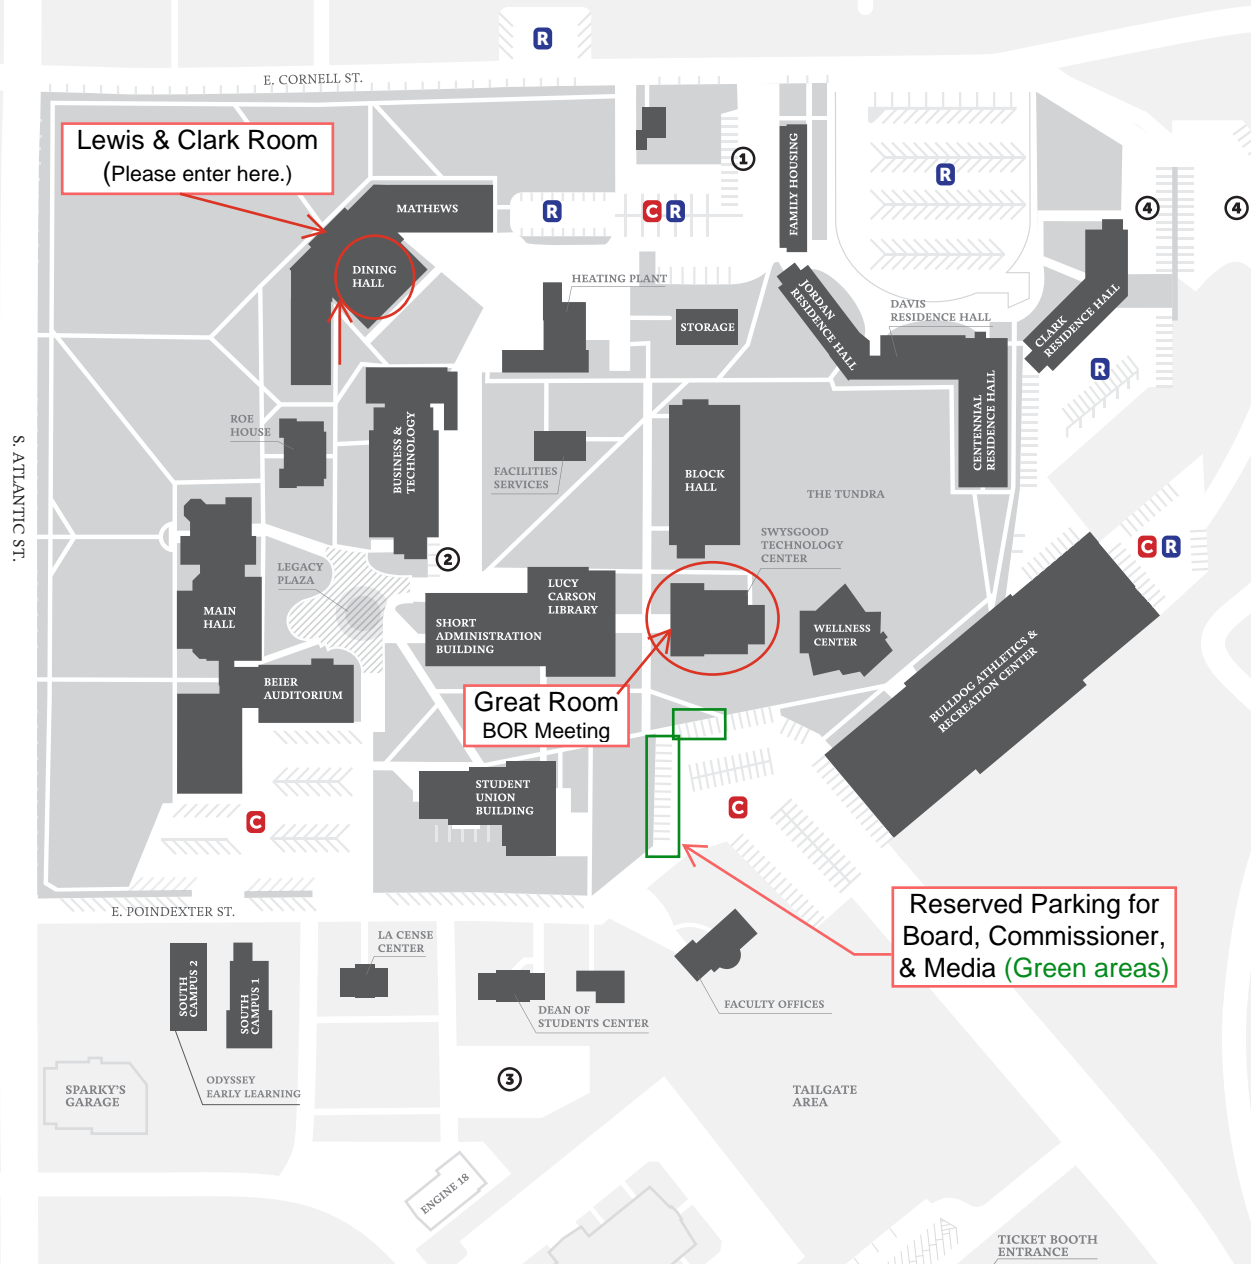 R
E. CORNELL ST.
Lewis & Clark Room
(Please enter here.)
1
FAMILY HOUSING
R
MATHEWS
R
C R
4
4
DINING
HALL
HEATING PLANT
JORDAN
RESIDENCE HALL
DAVIS
RESIDENCE HALL
CLARK
RESIDENCE HALL
STORAGE
R
ROE
HOUSE
BUSINESS &
TECHNOLOGY
CENTENNIAL
RESIDENCE HALL
S. ATLANTIC ST.
FACILITIES
SERVICES
BLOCK
HALL
THE TUNDRA
SWYSGOOD
TECHNOLOGY
CENTER
C R
2
LEGACY
PLAZA
LUCY
CARSON
LIBRARY
MAIN
HALL
SHORT
ADMINISTRATION
BUILDING
WELLNESS
CENTER
BULLDOG ATHLETICS &
RECREATION CENTER
BEIER
AUDITORIUM
Great Room
BOR Meeting
STUDENT
UNION
BUILDING
C
C
Reserved Parking for
Board, Commissioner,
& Media (Green areas)
E. POINDEXTER ST.
LA CENSE
CENTER
SOUTH
CAMPUS 2
SOUTH
CAMPUS 1
DEAN OF
STUDENTS CENTER
FACULTY OFFICES
ODYSSEY
EARLY LEARNING
SPARKY'S
GARAGE
3
TAILGATE
AREA
ENGINE 18
TICKET BOOTH
ENTRANCE